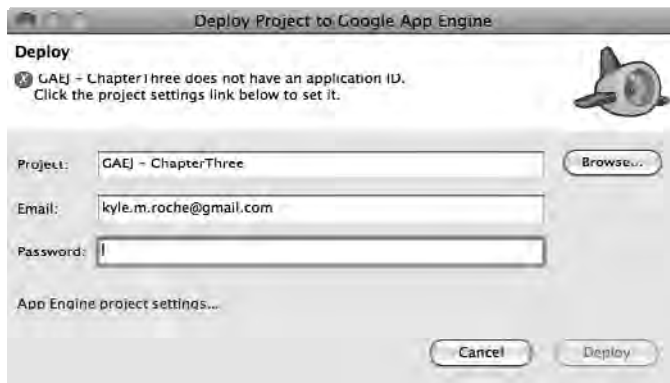 Deploy Project to Google App Engine
Deploy
GAEJ - ChapterThree does not have an application ID.
Click the project settings link below to set it.
Project: GAEJ - ChapterThree Browse...
Email: kyle.m.roche@gmail.com
Password:
App Engine project settings...
Cancel Deploy